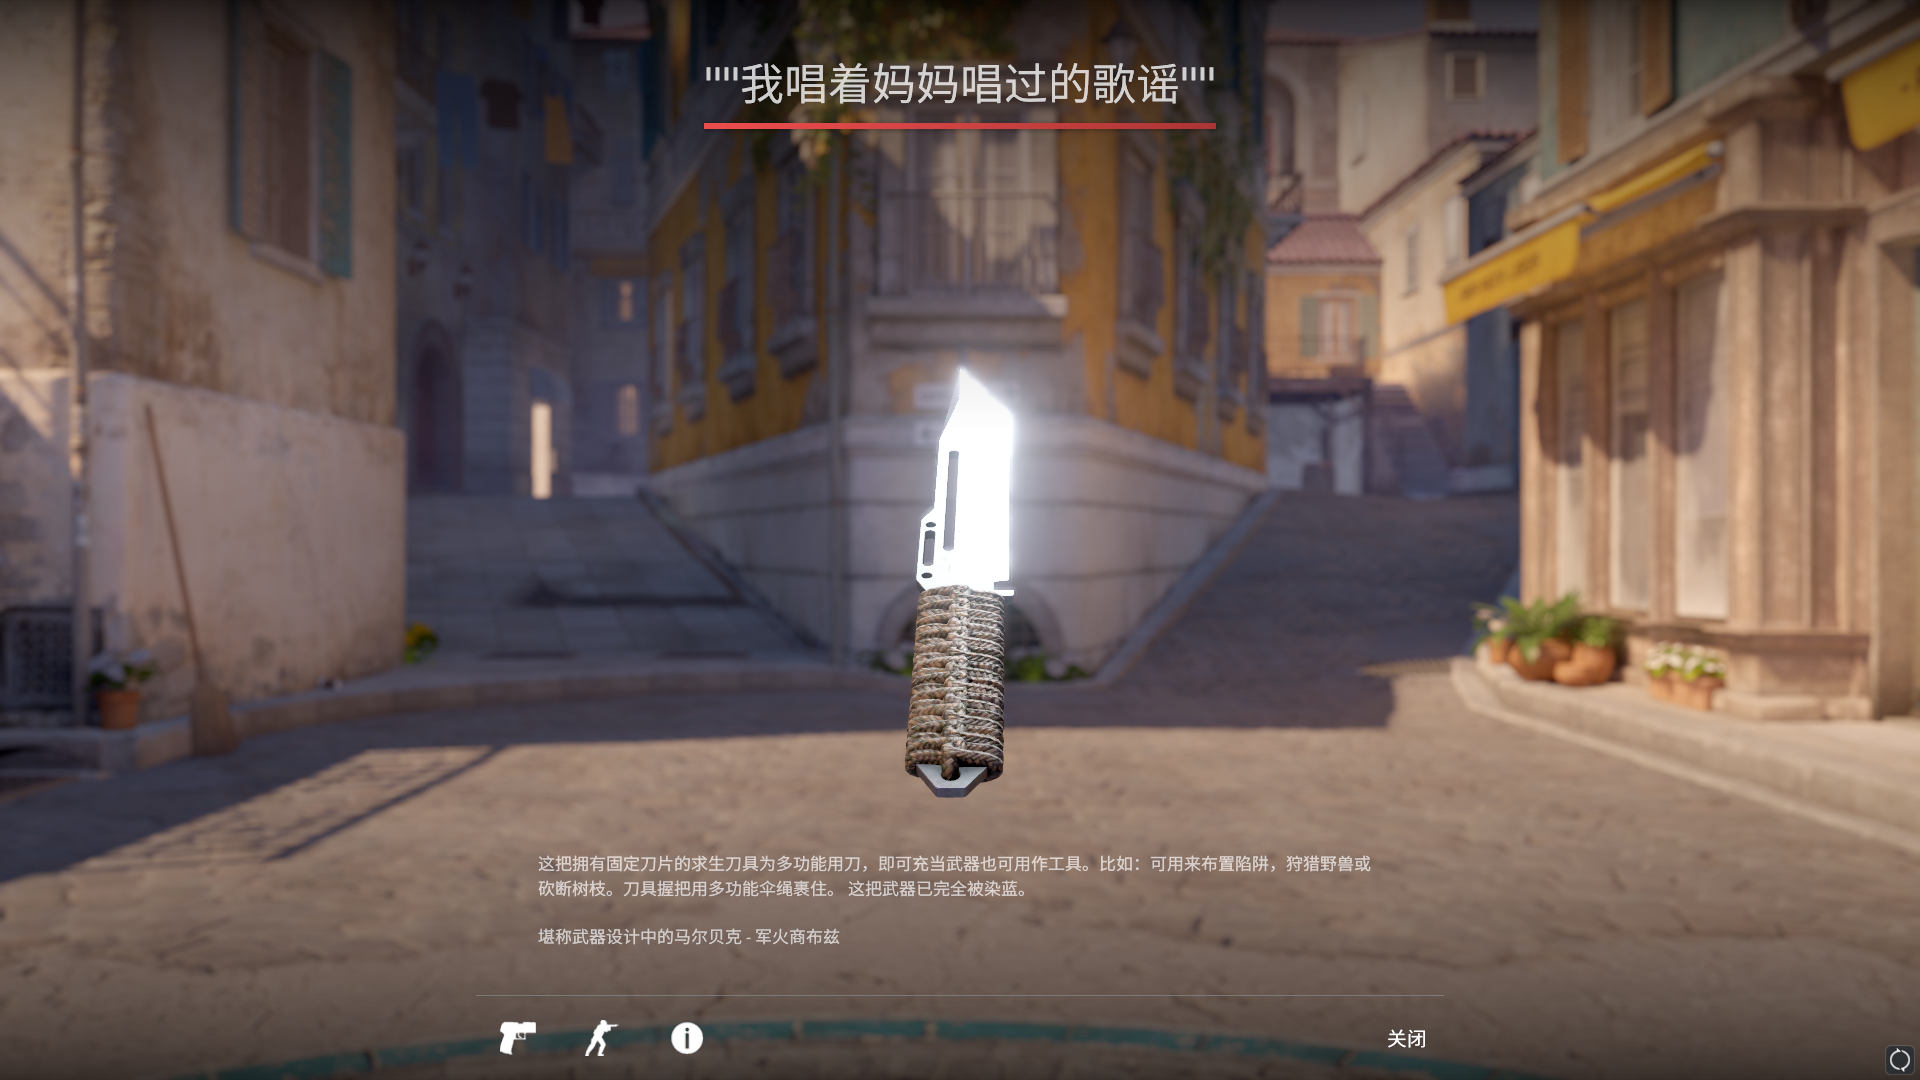 ""我唱着妈妈唱过的歌谣""
这把拥有固定刀片的求生刀具为多功能用刀，即可充当武器也可用作工具。比如：可用来布置陷阱，狩猎野兽或
砍断树枝。刀具握把用多功能伞绳裹住。 这把武器已完全被染蓝。
堪称武器设计中的马尔贝克 - 军火商布兹
关闭